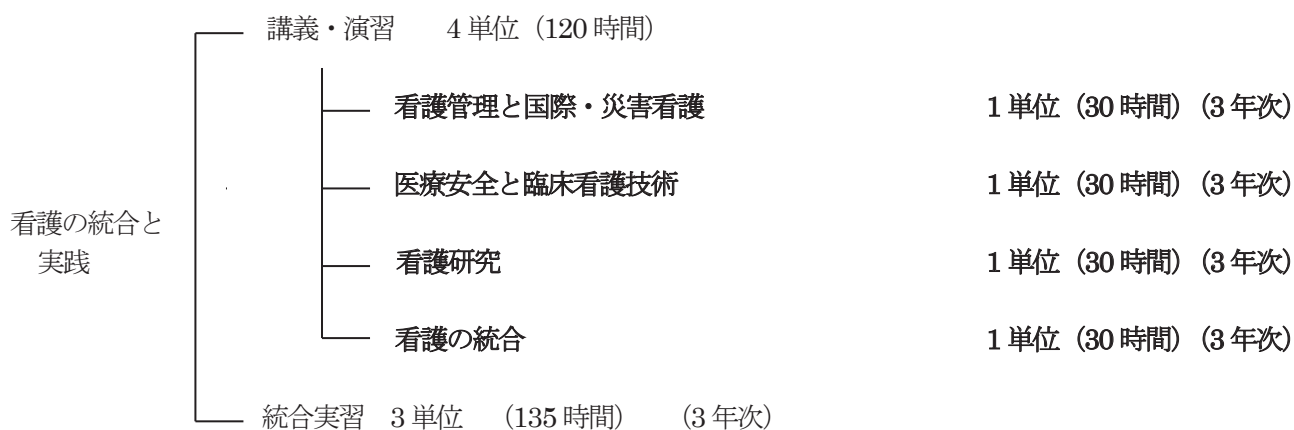 講義・演習 4単位（120時間）
看護管理と国際・災害看護 1単位（30時間）（3年次）
医療安全と臨床看護技術 1単位（30時間）（3年次）
看護の統合と
実践
看護研究 1単位（30時間）（3年次）
看護の統合 1単位（30時間）（3年次）
統合実習 3単位 （135時間） （3年次）